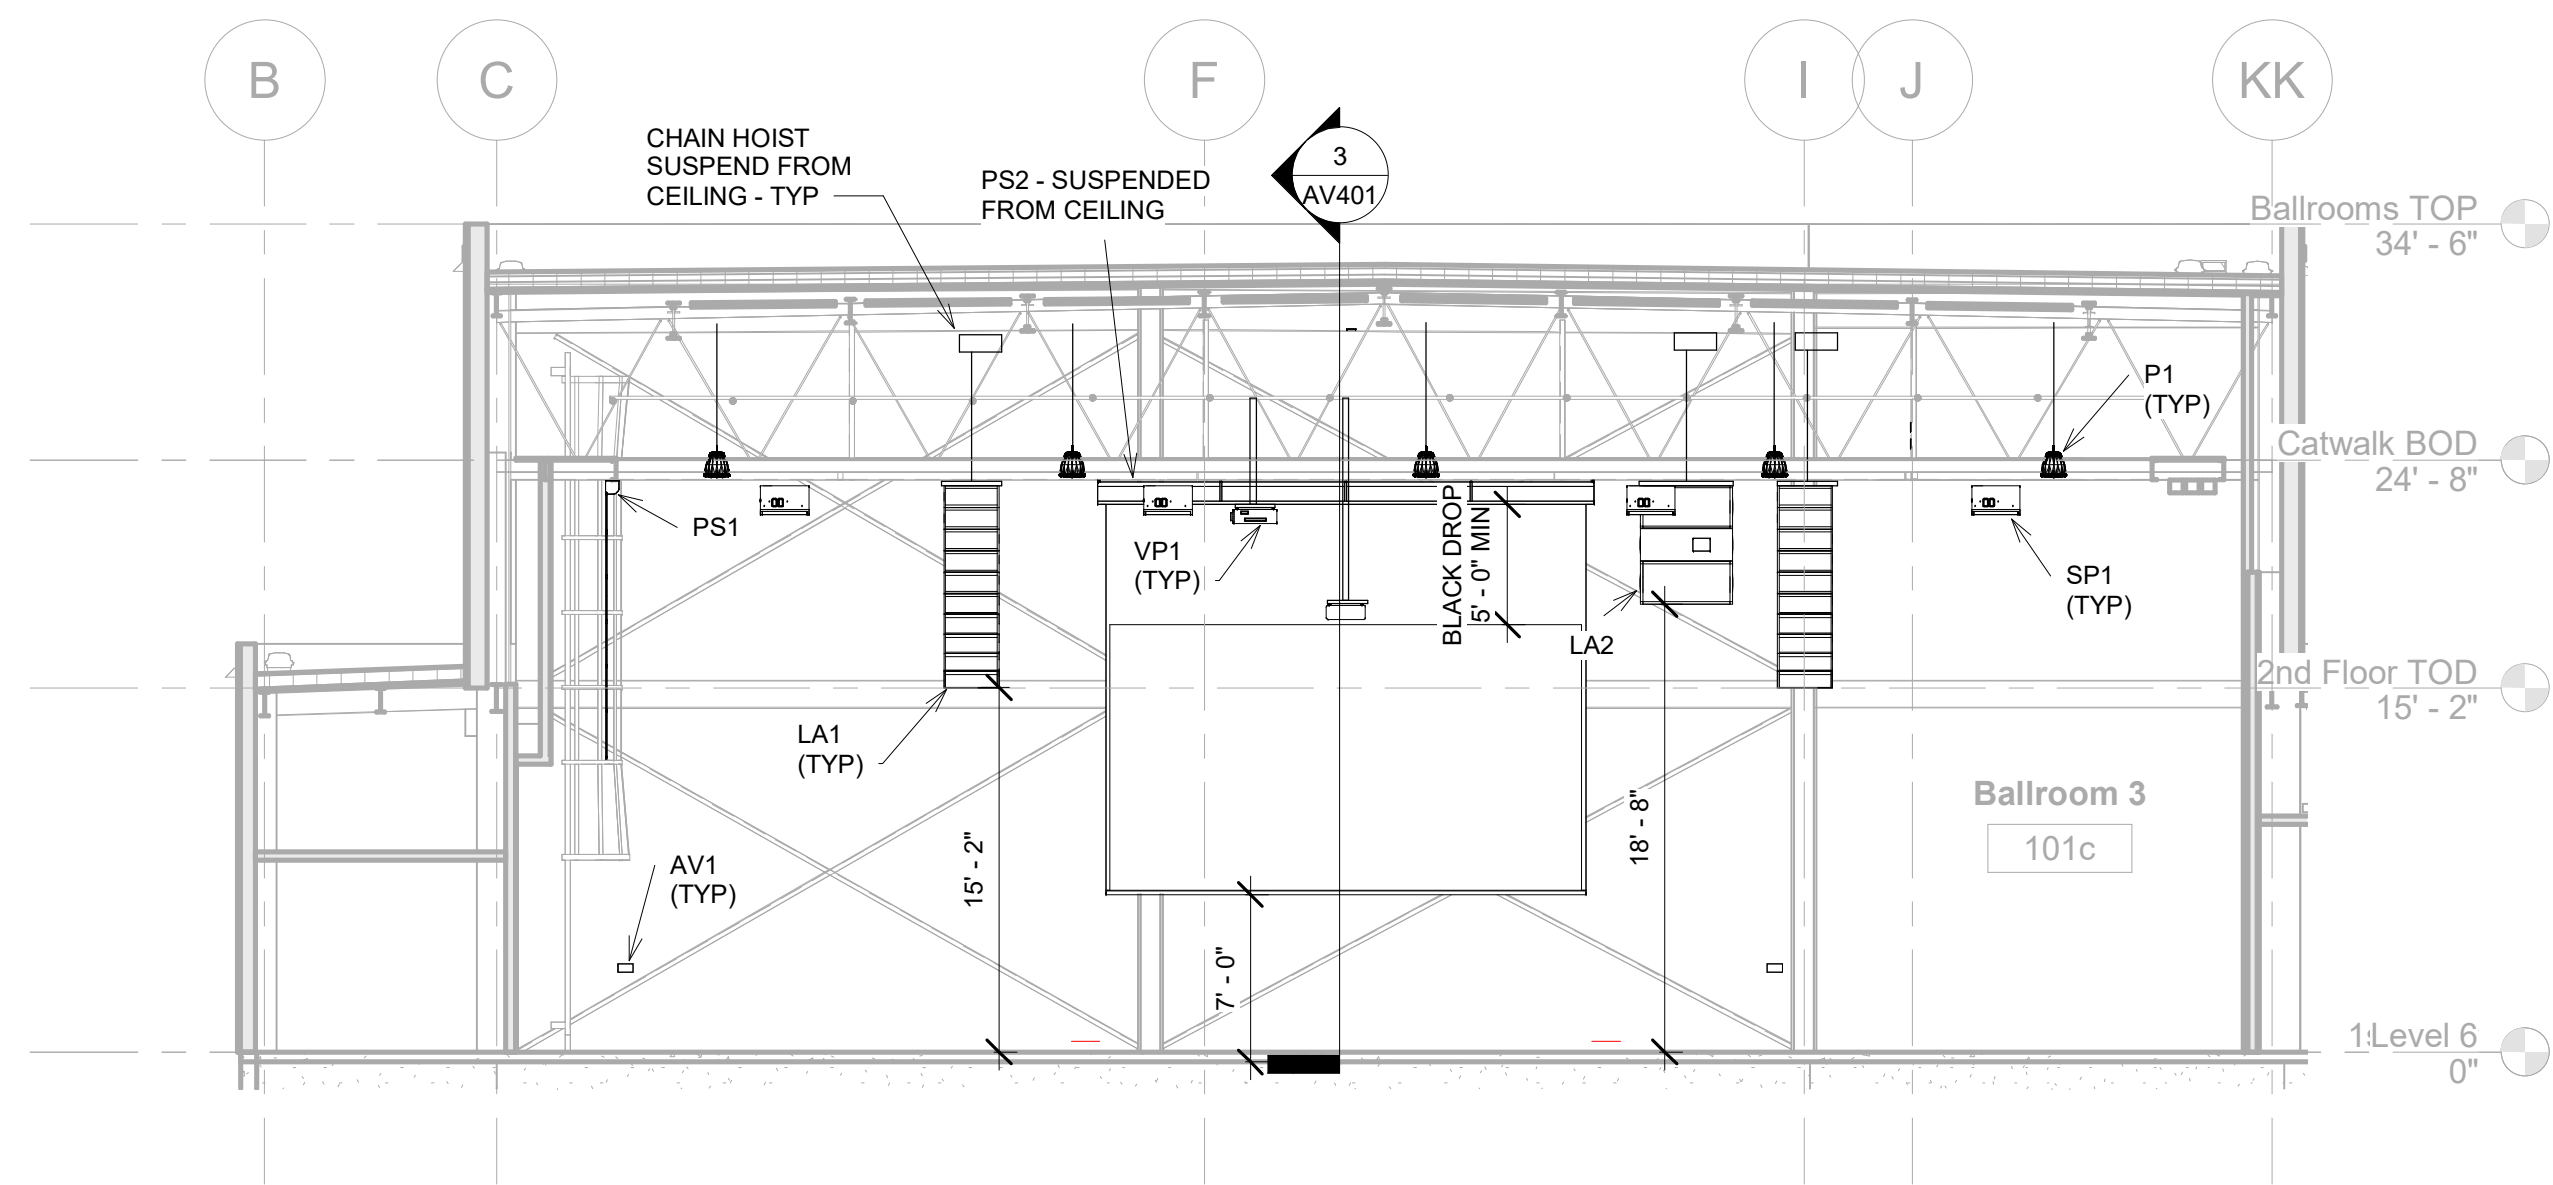 B
C
F
I
J
KK
CHAIN HOIST
SUSPEND FROM
CEILING - TYP
PS2 - SUSPENDED
FROM CEILING
3
AV401
Ballrooms TOP
34' - 6"
P1
(TYP)
Catwalk BOD
24' - 8"
PS1
VP1
(TYP)
BLACK DROP
5' - 0" MIN
LA2
SP1
(TYP)
2nd Floor TOD
15' - 2"
LA1
(TYP)
Ballroom 3
101c
15' - 2"
18' - 8"
AV1
(TYP)
7' - 0"
Level 6
0"